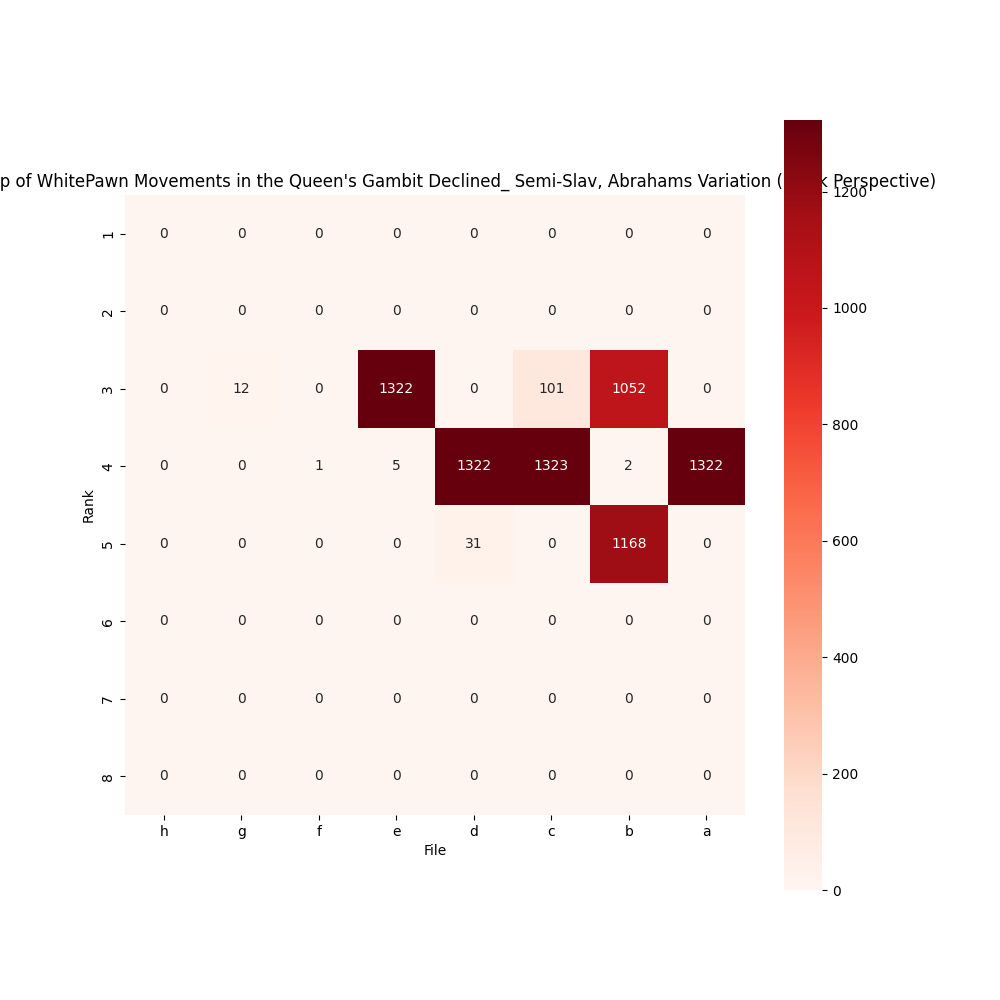 p of WhitePawn Movements in the Queen's Gambit Declined_ Semi-Slav, Abrahams Variation ( k Perspective)
1200
1 0 0 0 0 0 0 0 0
2 0 0 0 0 0 0 0 0
1000
3 0 12 0 1322 0 101 1052 0
800
4 0 0 1 5 1322 1323 2 1322
Rank
5 0 0 0 0 31 0 1168 0
600
6 0 0 0 0 0 0 0 0
400
7 0 0 0 0 0 0 0 0
200
8 0 0 0 0 0 0 0 0
h g f e d c b a
File
0